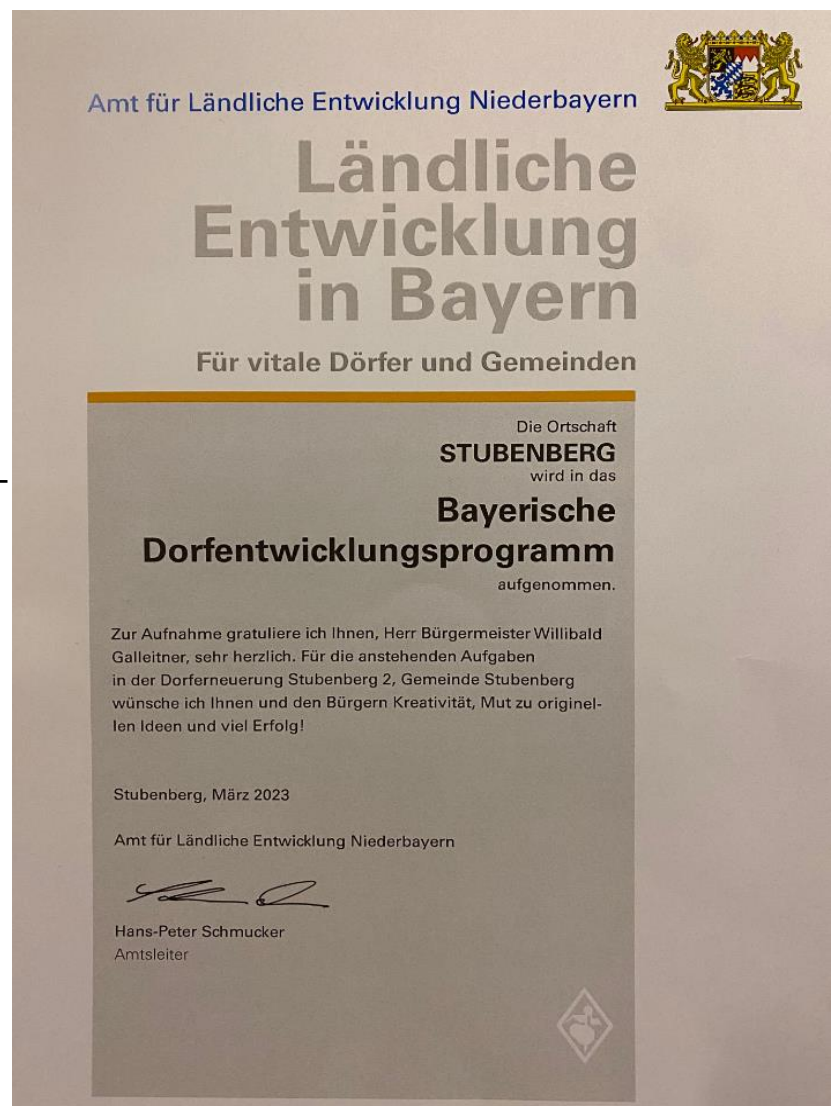 Amt für Ländliche Entwicklung Niederbayern
Ländliche
Entwicklung
in Bayern
Für vitale Dörfer und Gemeinden
Die Ortschaft
STUBENBERG
wird in das
Bayerische
Dorfentwicklungsprogramm
aufgenommen.
Zur Aufnahme gratuliere ich Ihnen, Herr Bürgermeister Willibald
Galleitner, sehr herzlich. Für die anstehenden Aufgaben
in der Dorferneuerung Stubenberg 2, Gemeinde Stubenberg
wünsche ich Ihnen und den Bürgern Kreativität, Mut zu originel-
len Ideen und viel Erfolg!
Stubenberg, März 2023
Amt für Ländliche Entwicklung Niederbayern
Hans-Peter Schmucker
Amtsleiter